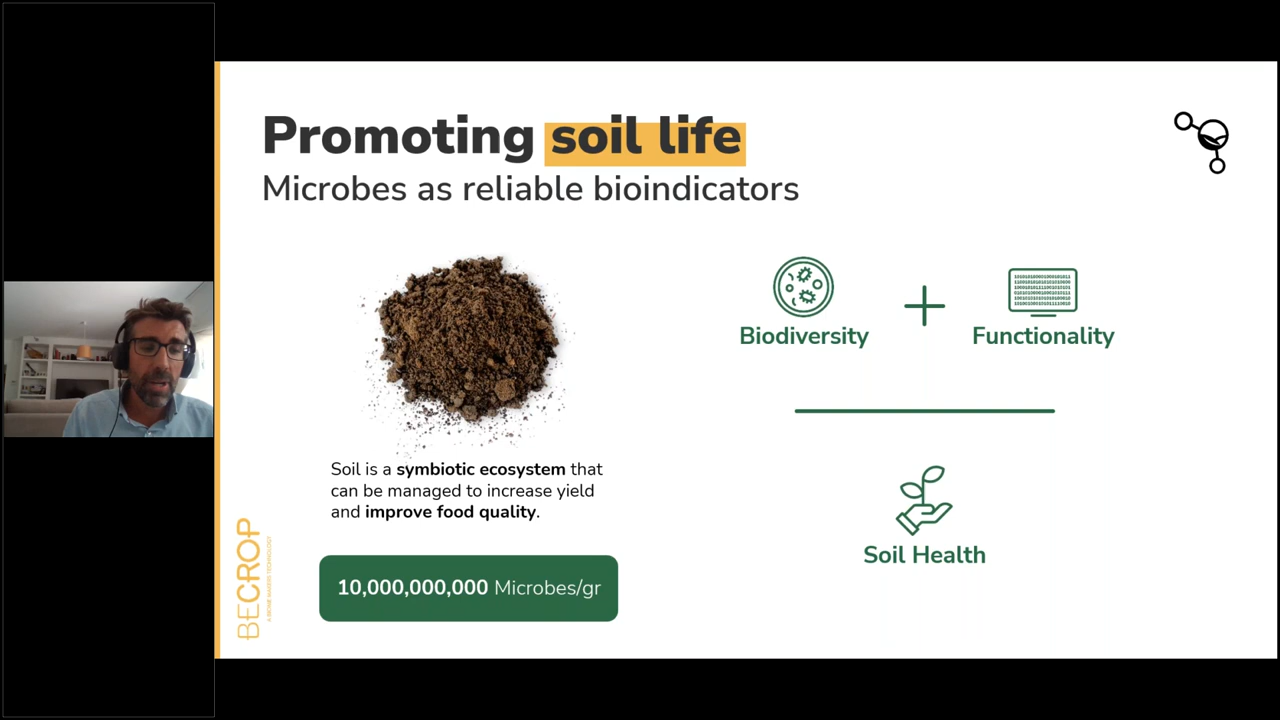 Promoting soil life
Microbes as reliable bioindicators
Biodiversity
Functionality
Soil is a symbiotic ecosystem that
can be managed to increase yield
and improve food quality.
10,000,000,000 Microbes/gr
Soil Health
BECROP